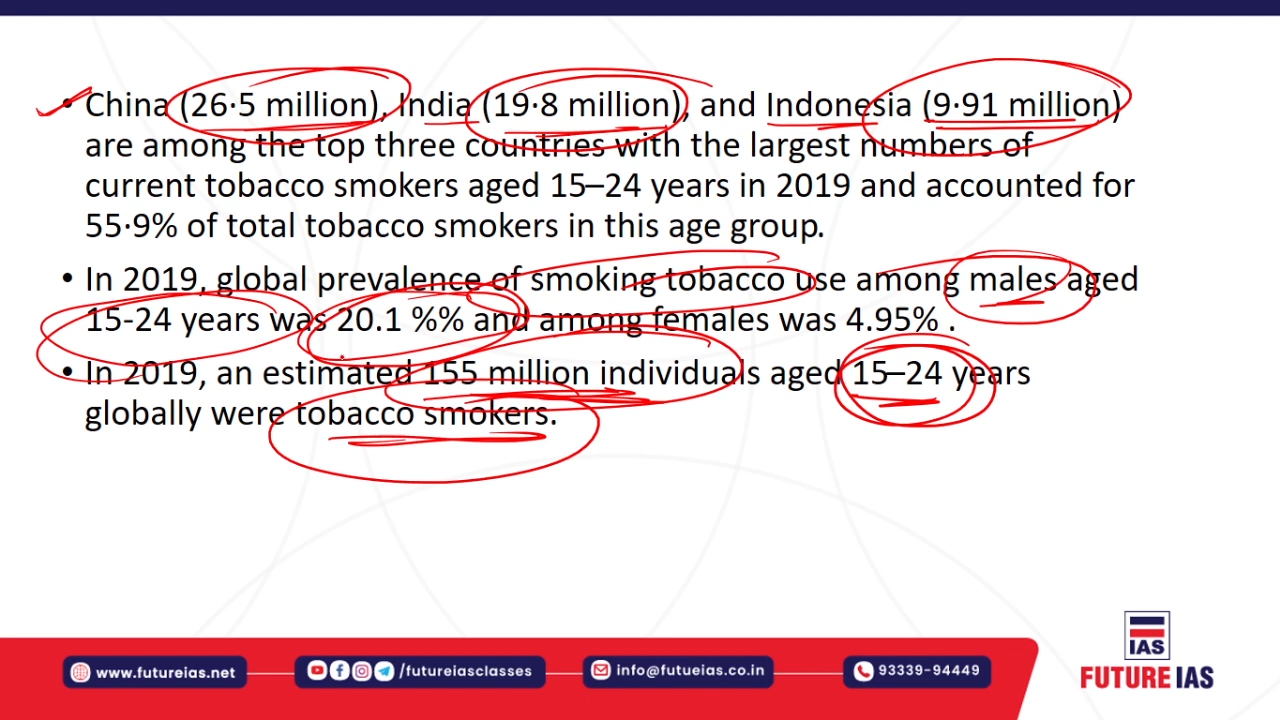 • China (26·5 million), India (19·8 million), and Indonesia (9·91 million)
are among the top three countries with the largest numbers of
current tobacco smokers aged 15–24 years in 2019 and accounted for
55·9% of total tobacco smokers in this age group.
• In 2019, global prevalence of smoking tobacco use among males aged
15-24 years was 20.1 %% and among females was 4.95% .
• In 2019, an estimated 155 million individuals aged 15–24 years
globally were tobacco smokers.
IAS
www.futureias.net
/futureiasclasses
info@futueias.co.in
93339-94449
FUTURE IAS